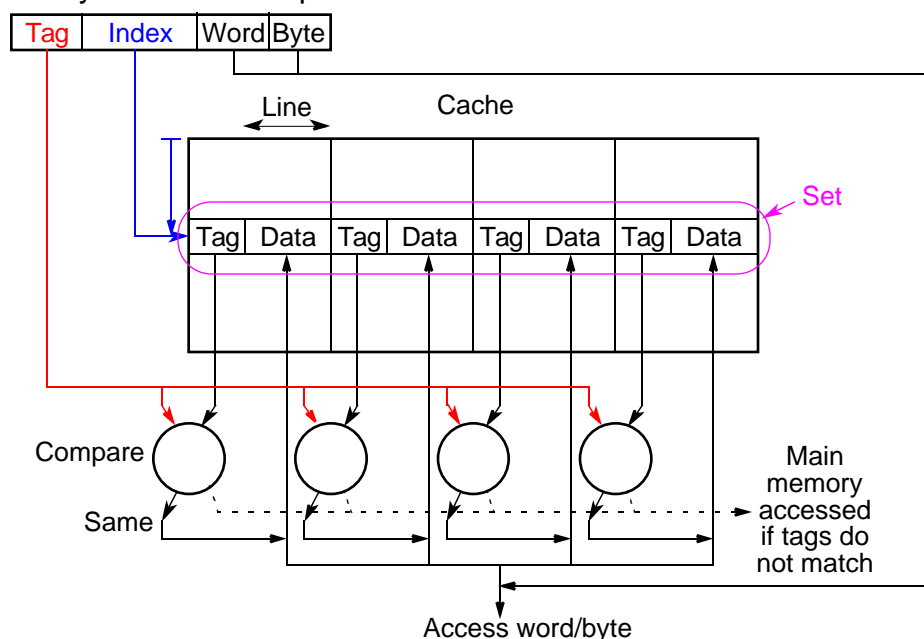 Tag Index Word Byte
Line
Cache
Set
Tag Data Tag Data Tag Data Tag Data
Compare
Same
Main
memory
accessed
if tags do
not match
Access word/byte